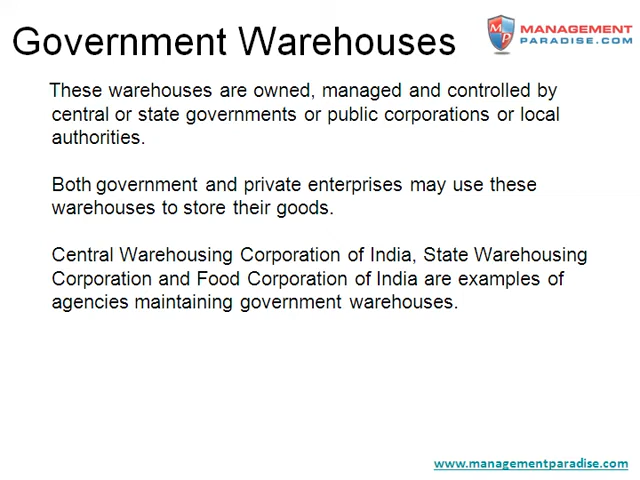 Government Warehouses
MP MANAGEMENT
PARADISE.COM
These warehouses are owned, managed and controlled by
central or state governments or public corporations or local
authorities.
Both government and private enterprises may use these
warehouses to store their goods.
Central Warehousing Corporation of India, State Warehousing
Corporation and Food Corporation of India are examples of
agencies maintaining government warehouses.
www.managementparadise.com